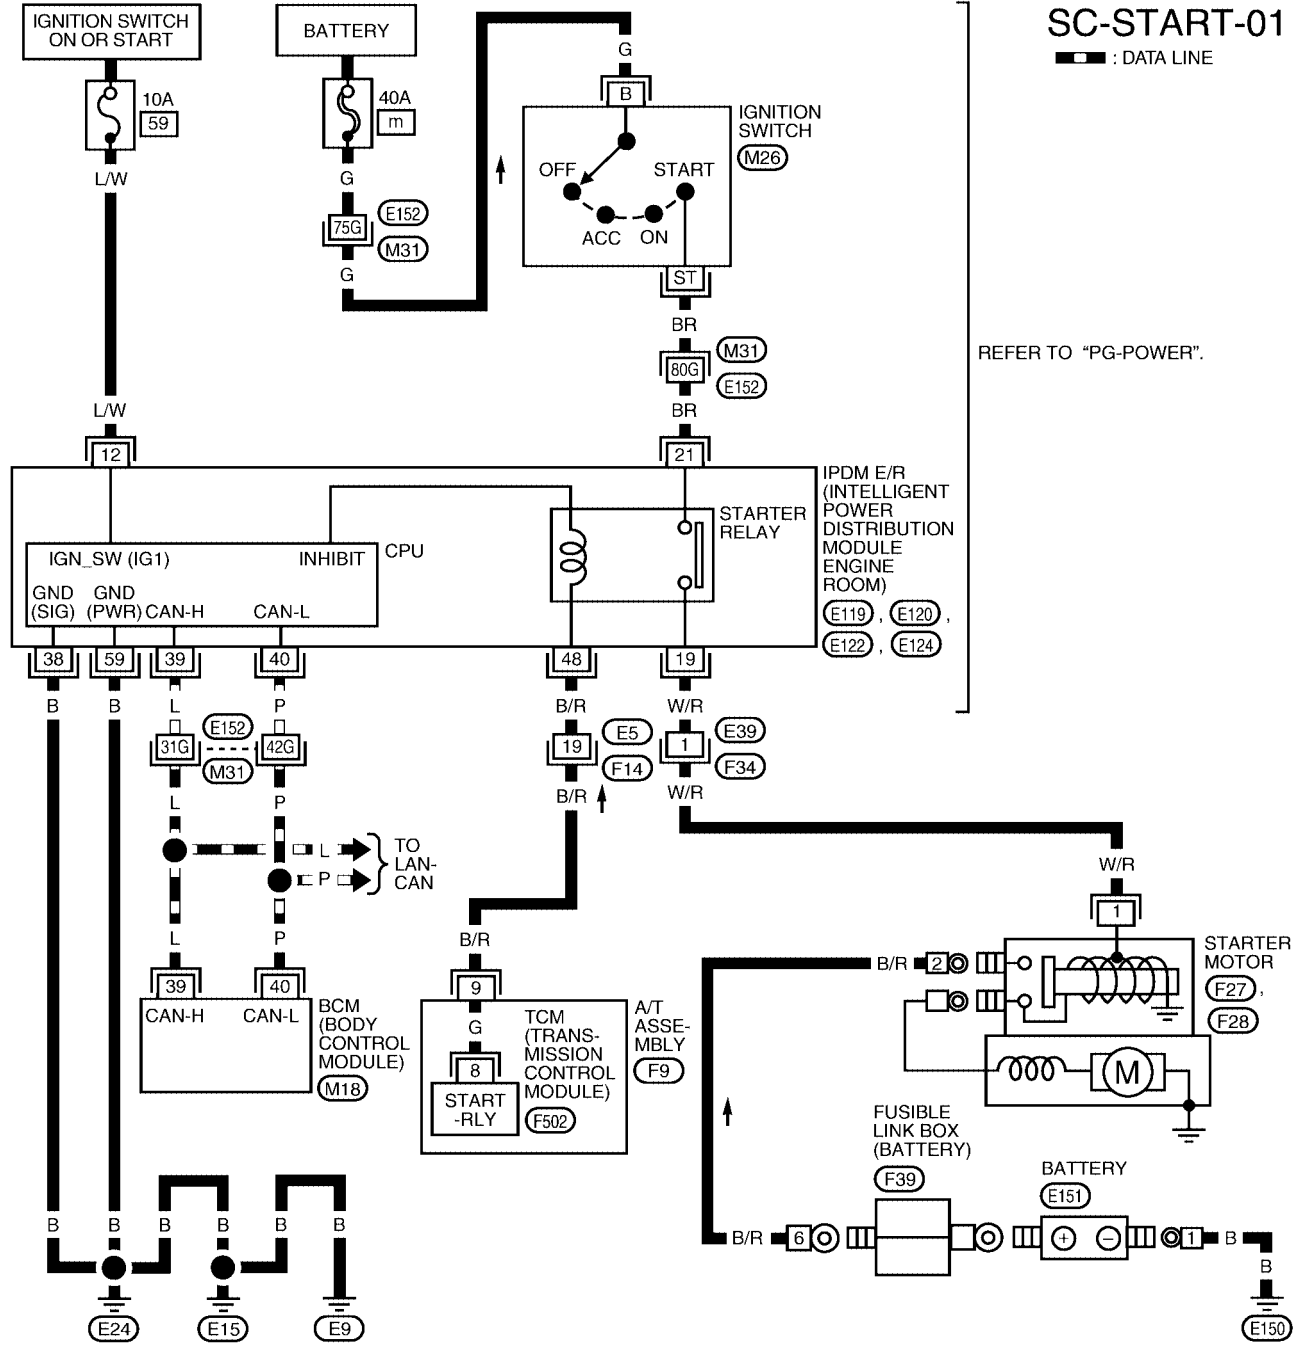 SC-START-01
: DATA LINE
IGNITION SWITCH
ON OR START
BATTERY
10A
59
40A
m
L/W
G
75G
E152
M31
G
G
B
IGNITION
SWITCH
M26
OFF
START
ACC
ON
ST
BR
80G
M31
E152
BR
REFER TO "PG-POWER".
L/W
12
21
IPDM E/R
(INTELLIGENT
POWER
DISTRIBUTION
MODULE
ENGINE
ROOM)
E119 , E120 ,
E122 , E124
STARTER
RELAY
CPU
IGN_SW (IG1)
INHIBIT
GND
(SIG)
GND
(PWR)
CAN-H
CAN-L
38
59
39
40
48
19
B
B
L
P
B/R
W/R
31G
E152
M31
42G
19
E5
F14
1
E39
F34
L
P
B/R
W/R
L
P
TO
LAN-
CAN
L
P
B/R
W/R
1
39
40
CAN-H
CAN-L
BCM
(BODY
CONTROL
MODULE)
M18
9
G
8
START
-RLY
TCM
(TRANS-
MISSION
CONTROL
MODULE)
F502
A/T
ASSE-
MBLY
F9
B/R
2
STARTER
MOTOR
F27 ,
F28
M
FUSIBLE
LINK BOX
(BATTERY)
F39
BATTERY
E151
B/R
6
+
−
1
B
B
E150
B
B
B
B
B
B
E24
E15
E9